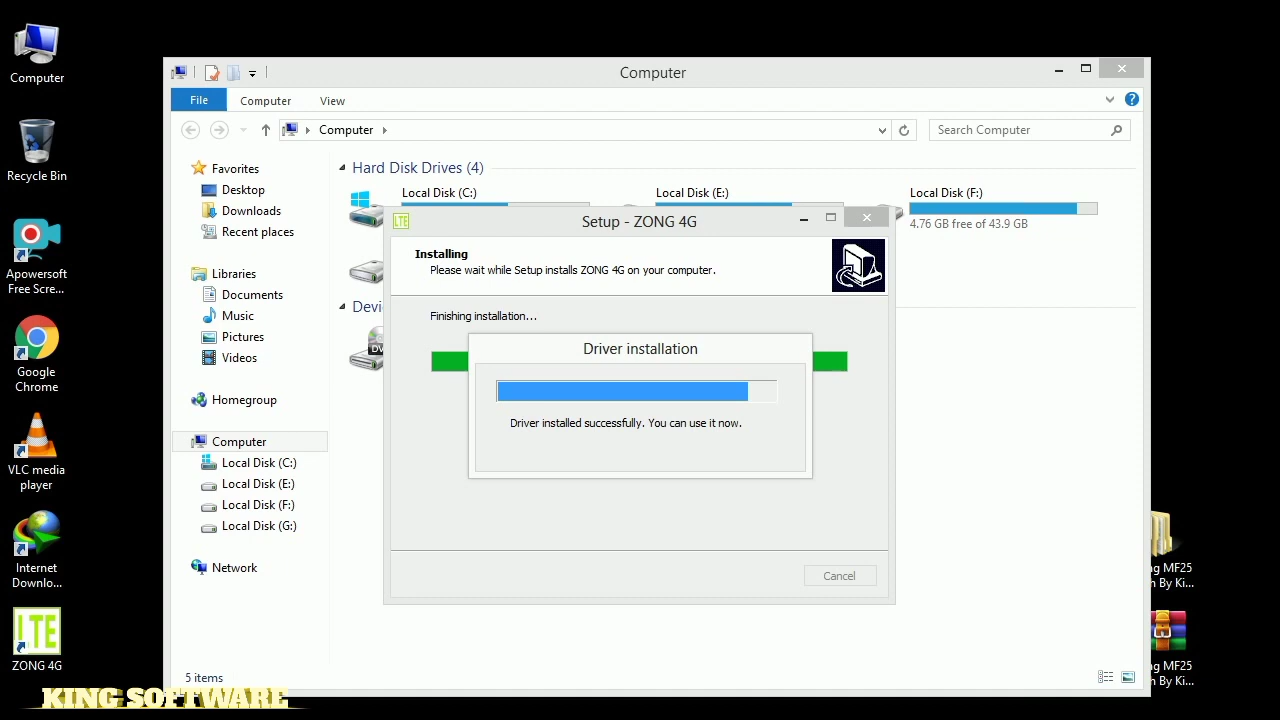 Computer
Recycle Bin
Apowersoft
Free Scre...
Google
Chrome
VLC media
player
Internet
Downlo...
LTE
ZONG 4G
KING SOFTWARE
Computer
File
Computer
View
Computer
Search Computer
Favorites
Desktop
Downloads
Recent places
Libraries
Documents
Music
Pictures
Videos
Homegroup
Computer
Local Disk (C:)
Local Disk (E:)
Local Disk (F:)
Local Disk (G:)
Network
5 items
Hard Disk Drives (4)
Local Disk (C:)
Local Disk (E:)
Local Disk (F:)
4.76 GB free of 43.9 GB
Devi
DV
LTE
Setup - ZONG 4G
Installing
Please wait while Setup installs ZONG 4G on your computer.
Finishing installation...
Driver installation
Driver installed successfully. You can use it now.
Cancel
ng MF25
n By Ki...
ng MF25
n By Ki...